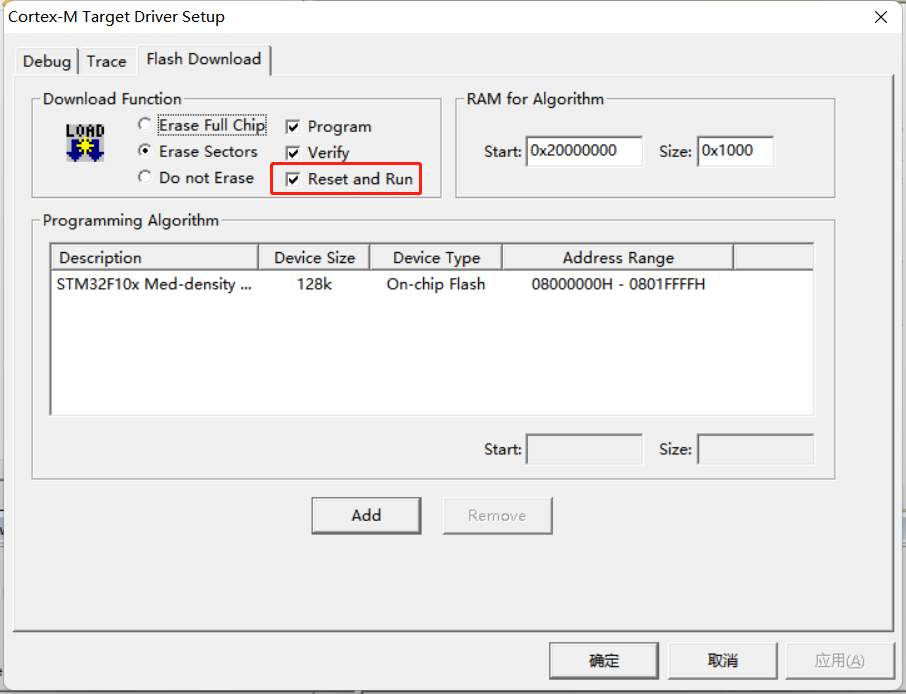 Cortex-M Target Driver Setup
Debug Trace Flash Download
Download Function
LOAD
Erase Full Chip
Erase Sectors
Do not Erase
Program
Verify
Reset and Run
RAM for Algorithm
Start: 0x20000000 Size: 0x1000
Programming Algorithm
Description Device Size Device Type Address Range
STM32F10x Med-density ... 128k On-chip Flash 08000000H - 0801FFFFH
Start: Size:
Add Remove
确定 取消 应用(A)